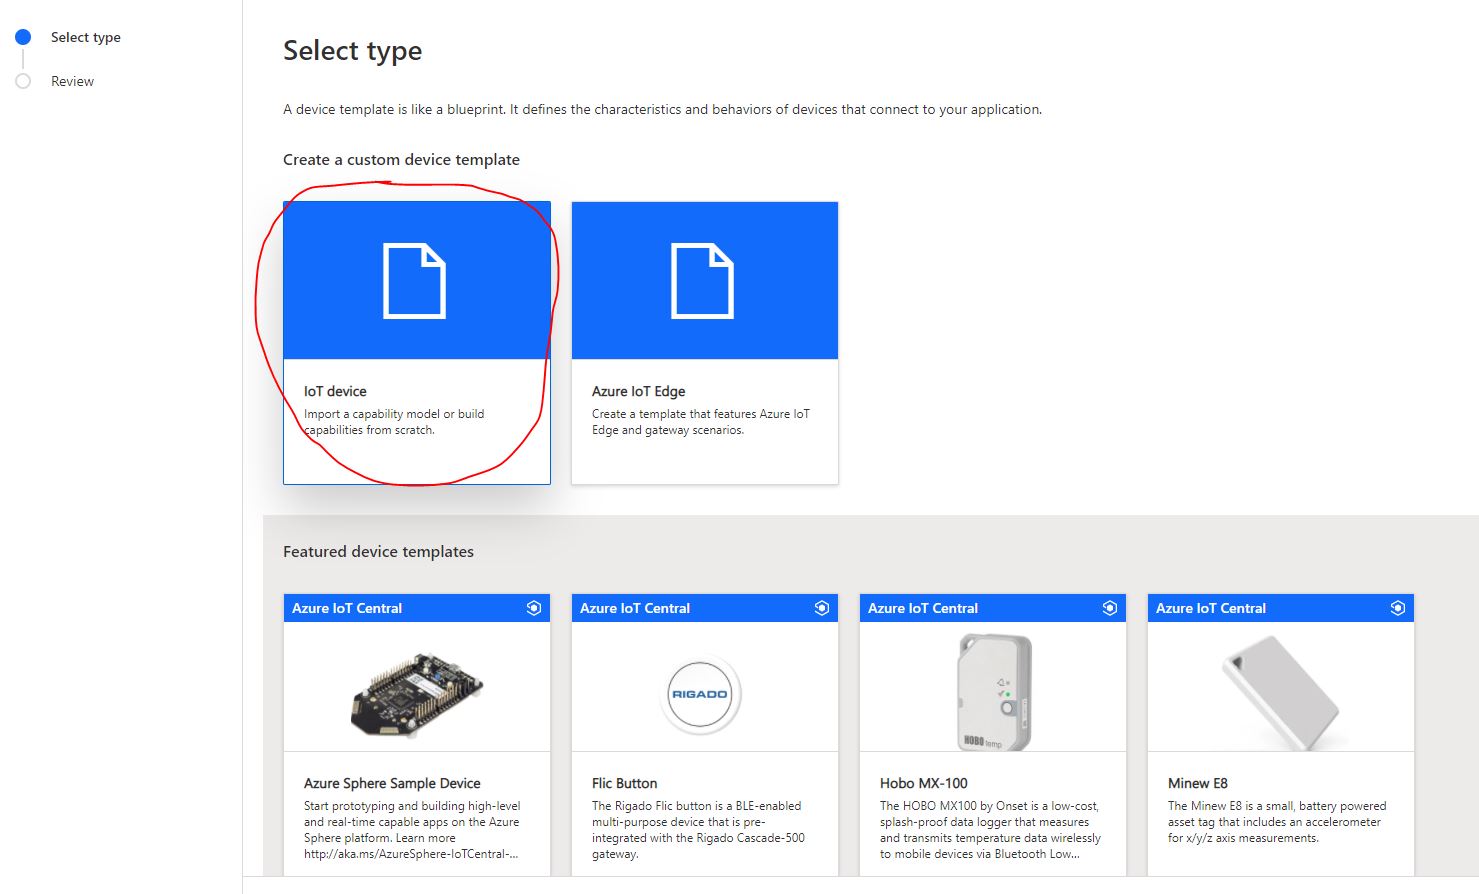 Select type
Review
Select type
A device template is like a blueprint. It defines the characteristics and behaviors of devices that connect to your application.
Create a custom device template
IoT device
Import a capability model or build
capabilities from scratch.
Azure IoT Edge
Create a template that features Azure IoT
Edge and gateway scenarios.
Featured device templates
Azure IoT Central
RIGADO
HOBO temp
Azure IoT Central
Azure IoT Central
Azure IoT Central
Azure Sphere Sample Device
Start prototyping and building high-level
and real-time capable apps on the Azure
Sphere platform. Learn more
http://aka.ms/AzureSphere-IoTCentral-...
Flic Button
The Rigado Flic button is a BLE-enabled
multi-purpose device that is pre-
integrated with the Rigado Cascade-500
gateway.
Hobo MX-100
The HOBO MX100 by Onset is a low-cost,
splash-proof data logger that measures
and transmits temperature data wirelessly
to mobile devices via Bluetooth Low...
Minew E8
The Minew E8 is a small, battery powered
asset tag that includes an accelerometer
for x/y/z axis measurements.